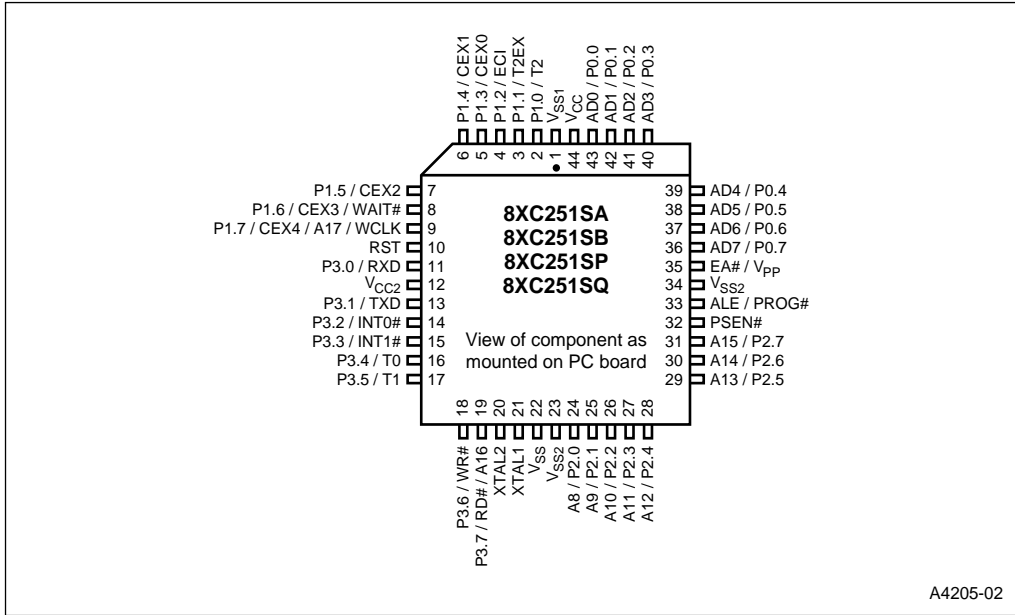 P1.4 / CEX1
P1.3 / CEX0
P1.2 / ECI
P1.1 / T2EX
P1.0 / T2
VSS1
VCC
AD0 / P0.0
AD1 / P0.1
AD2 / P0.2
AD3 / P0.3
6
5
4
3
2
1
44
43
42
41
40
P1.5 / CEX2 7
P1.6 / CEX3 / WAIT# 8
P1.7 / CEX4 / A17 / WCLK 9
RST 10
P3.0 / RXD 11
VCC2 12
P3.1 / TXD 13
P3.2 / INT0# 14
P3.3 / INT1# 15
P3.4 / T0 16
P3.5 / T1 17
8XC251SA
8XC251SB
8XC251SP
8XC251SQ
View of component as
mounted on PC board
39 AD4 / P0.4
38 AD5 / P0.5
37 AD6 / P0.6
36 AD7 / P0.7
35 EA# / VPP
34 VSS2
33 ALE / PROG#
32 PSEN#
31 A15 / P2.7
30 A14 / P2.6
29 A13 / P2.5
18
19
20
21
22
23
24
25
26
27
28
P3.6 / WR#
P3.7 / RD# / A16
XTAL2
XTAL1
VSS
VSS2
A8 / P2.0
A9 / P2.1
A10 / P2.2
A11 / P2.3
A12 / P2.4
A4205-02